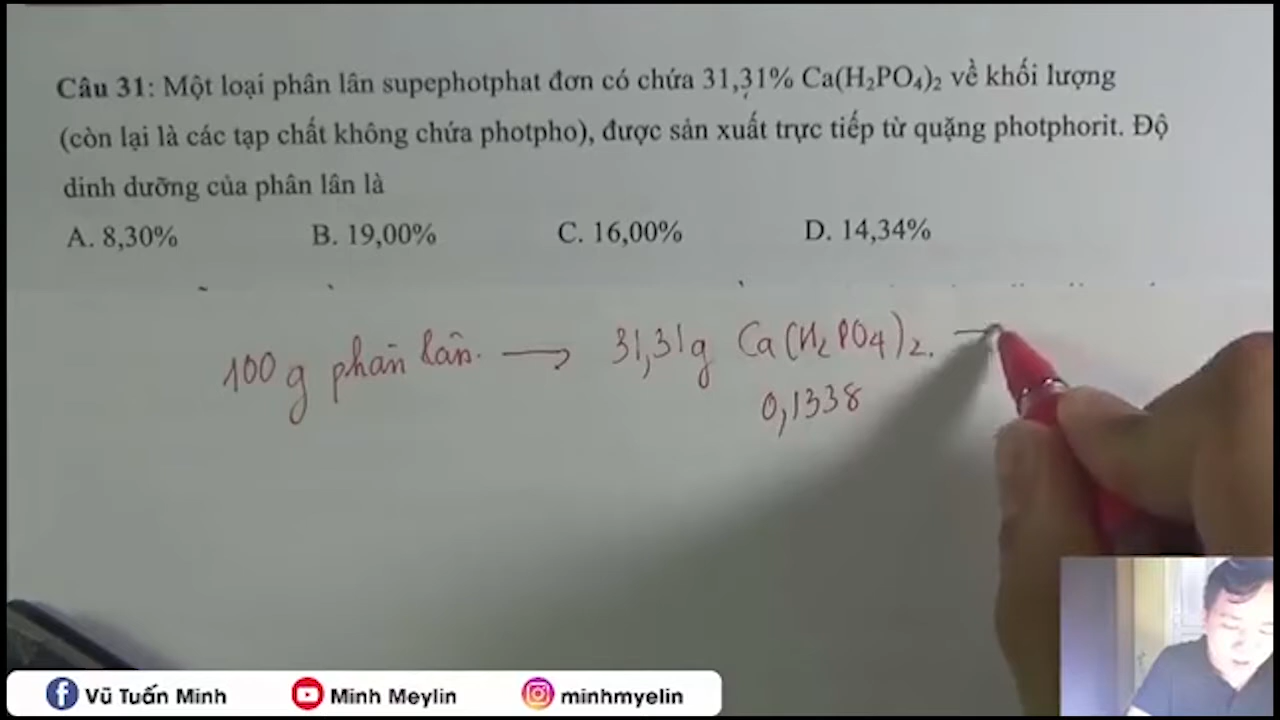 Câu 31: Một loại phân lân supephotphat đơn có chứa 31,31% Ca(H₂PO₄)₂ về khối lượng
(còn lại là các tạp chất không chứa photpho), được sản xuất trực tiếp từ quặng photphorit. Độ
dinh dưỡng của phân lân là
A. 8,30% B. 19,00% C. 16,00% D. 14,34%
100 g phân lân. → 31,31g Ca(H₂PO₄)₂. →
0,1338
Vũ Tuấn Minh Minh Meylin minhmyelin